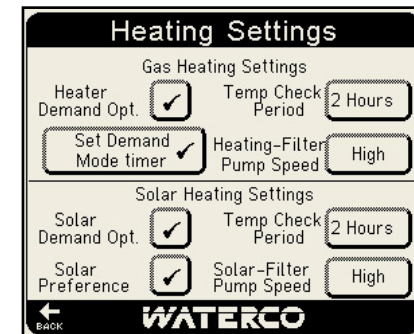 Heating Settings
Gas Heating Settings
Heater
Demand Opt.
Temp Check
Period
2 Hours
Set Demand
Mode timer
Heating-Filter
Pump Speed
High
Solar Heating Settings
Solar
Demand Opt.
Temp Check
Period
2 Hours
Solar
Preference
Solar-Filter
Pump Speed
High
BACK
WATERCO